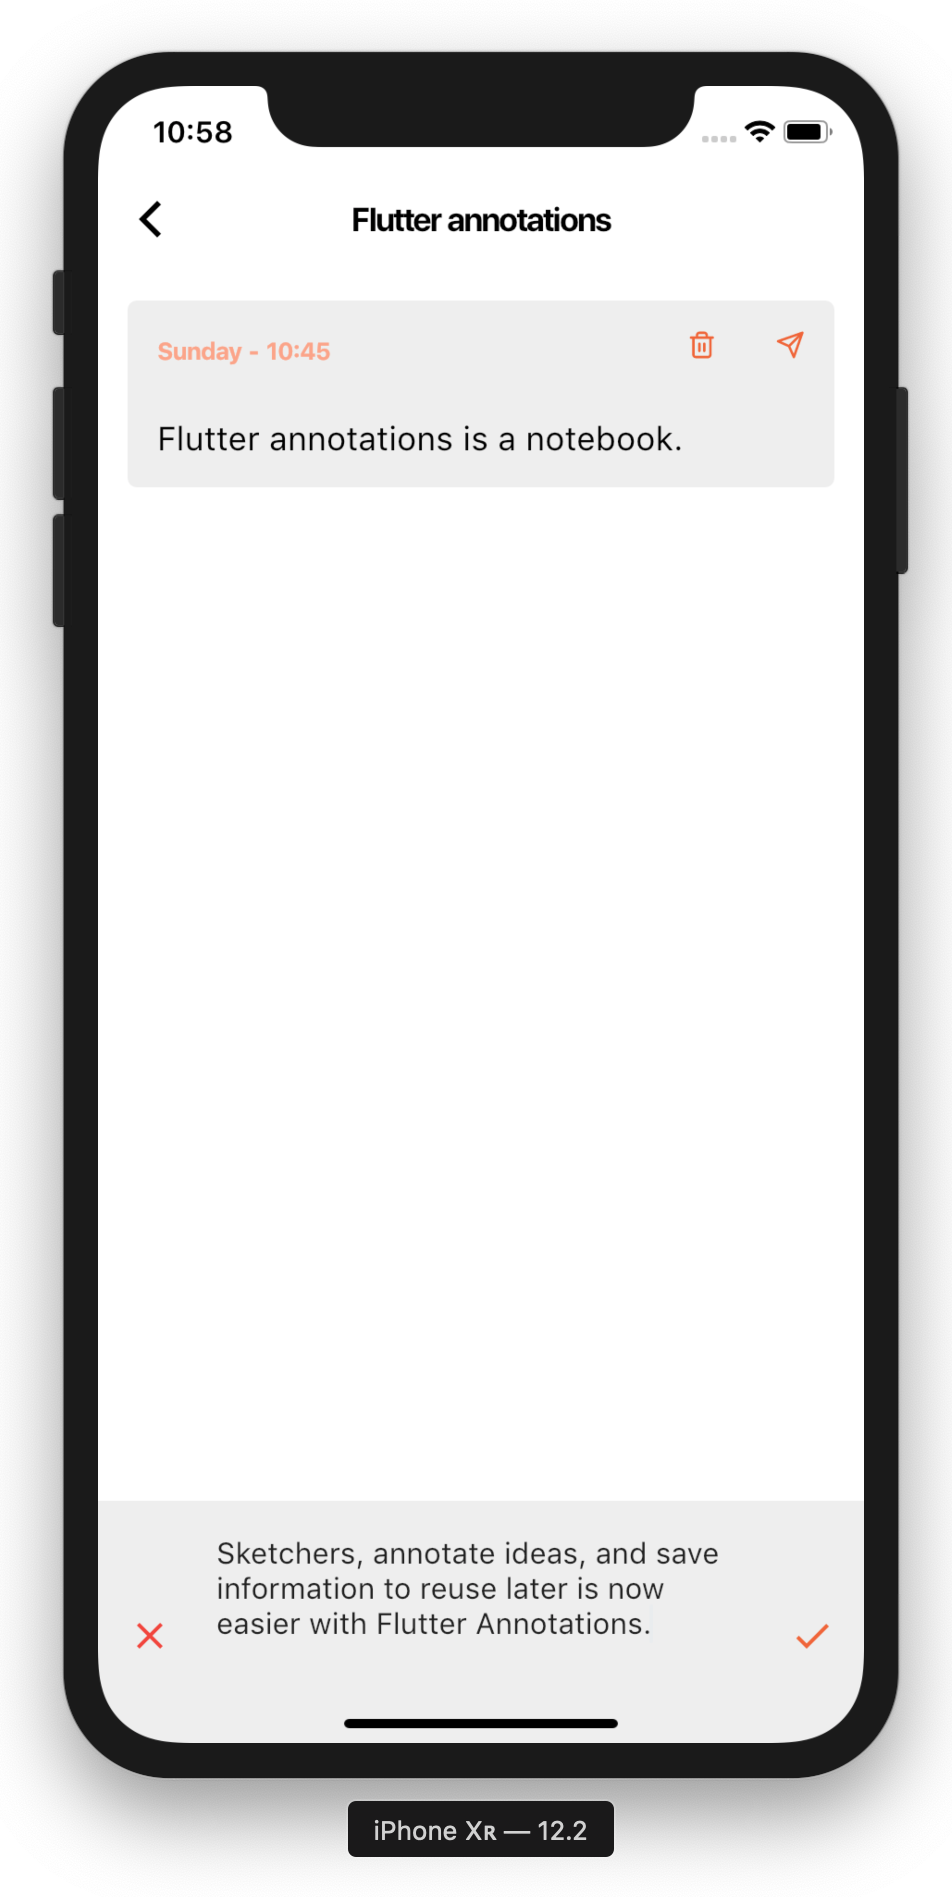 10:58
Flutter annotations
Sunday - 10:45
Flutter annotations is a notebook.
Sketchers, annotate ideas, and save
information to reuse later is now
easier with Flutter Annotations.
iPhone Xʀ — 12.2